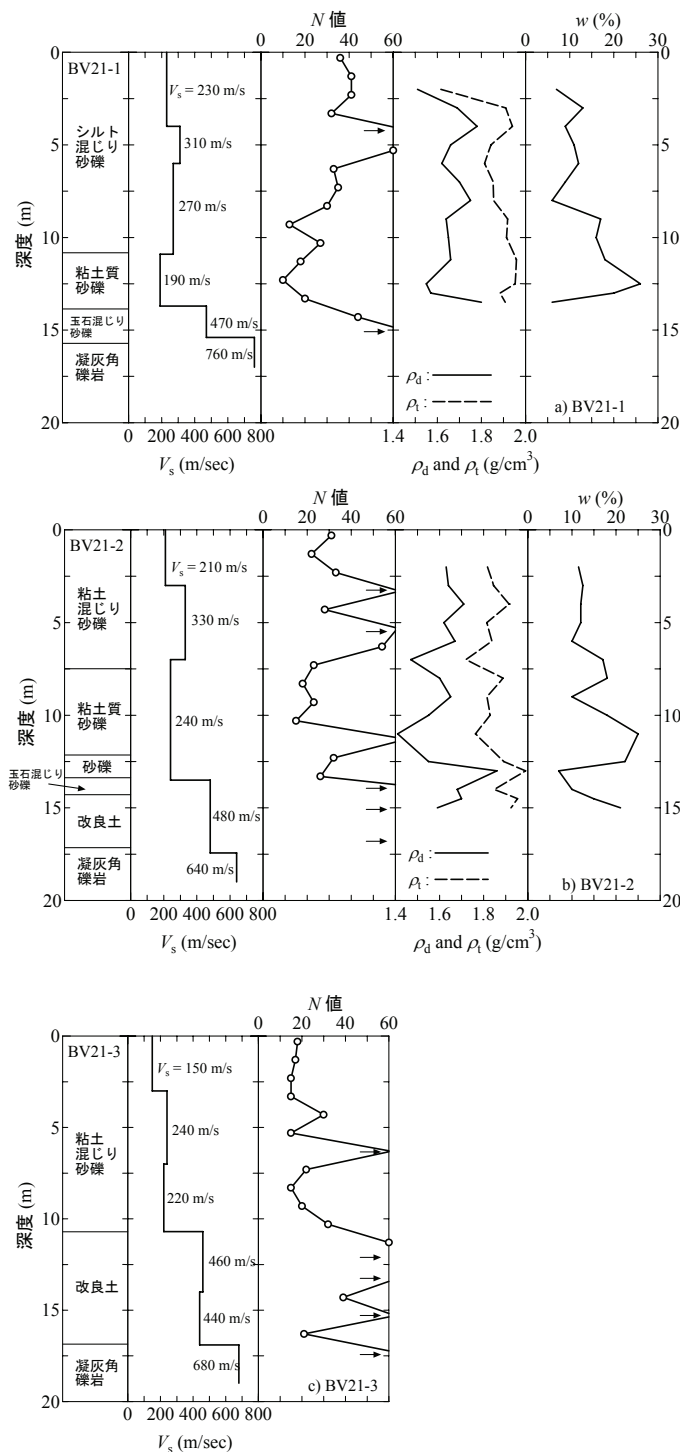 N 値
w (%)
0 20 40 60
0 10 20 30
BV21-1
シルト
混じり
砂礫
粘土質
砂礫
玉石混じり
砂礫
凝灰角
礫岩
深度 (m)
0
5
10
15
20
Vs = 230 m/s
310 m/s
270 m/s
190 m/s
470 m/s
760 m/s
ρd :
ρt :
a) BV21-1
0
5
10
15
20
0 200 400 600 800
1.4 1.6 1.8 2.0
Vs (m/sec)
ρd and ρt (g/cm3)
N 値
w (%)
0 20 40 60
0 10 20 30
BV21-2
粘土
混じり
砂礫
粘土質
砂礫
砂礫
玉石混じり
砂礫
改良土
凝灰角
礫岩
深度 (m)
0
5
10
15
20
Vs = 210 m/s
330 m/s
240 m/s
480 m/s
640 m/s
ρd :
ρt :
b) BV21-2
0
5
10
15
20
0 200 400 600 800
1.4 1.6 1.8 2.0
Vs (m/sec)
ρd and ρt (g/cm3)
N 値
0 20 40 60
BV21-3
粘土
混じり
砂礫
改良土
凝灰角
礫岩
深度 (m)
0
5
10
15
20
Vs = 150 m/s
240 m/s
220 m/s
460 m/s
440 m/s
680 m/s
c) BV21-3
0 200 400 600 800
Vs (m/sec)